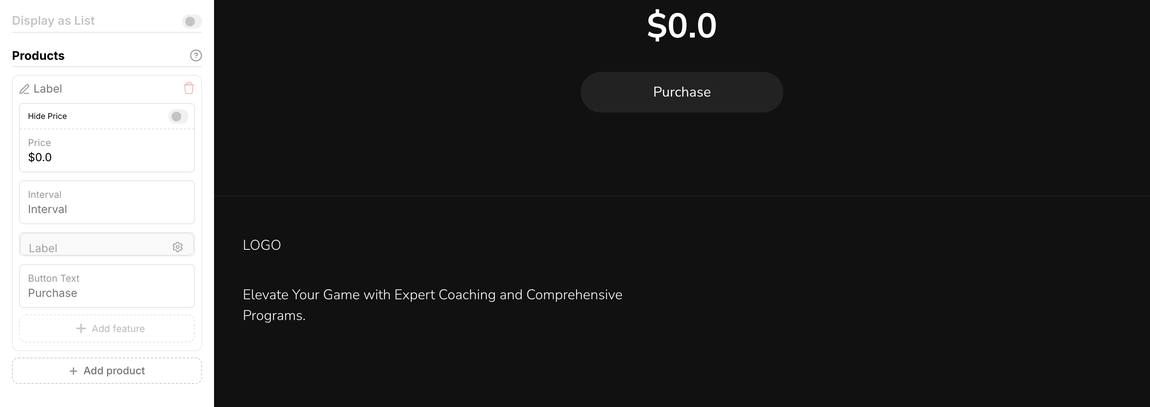 Display as List
Products
Label
Hide Price
Price
$0.0
Interval
Interval
Label
Button Text
Purchase
+ Add feature
+ Add product
$0.0
Purchase
LOGO
Elevate Your Game with Expert Coaching and Comprehensive
Programs.